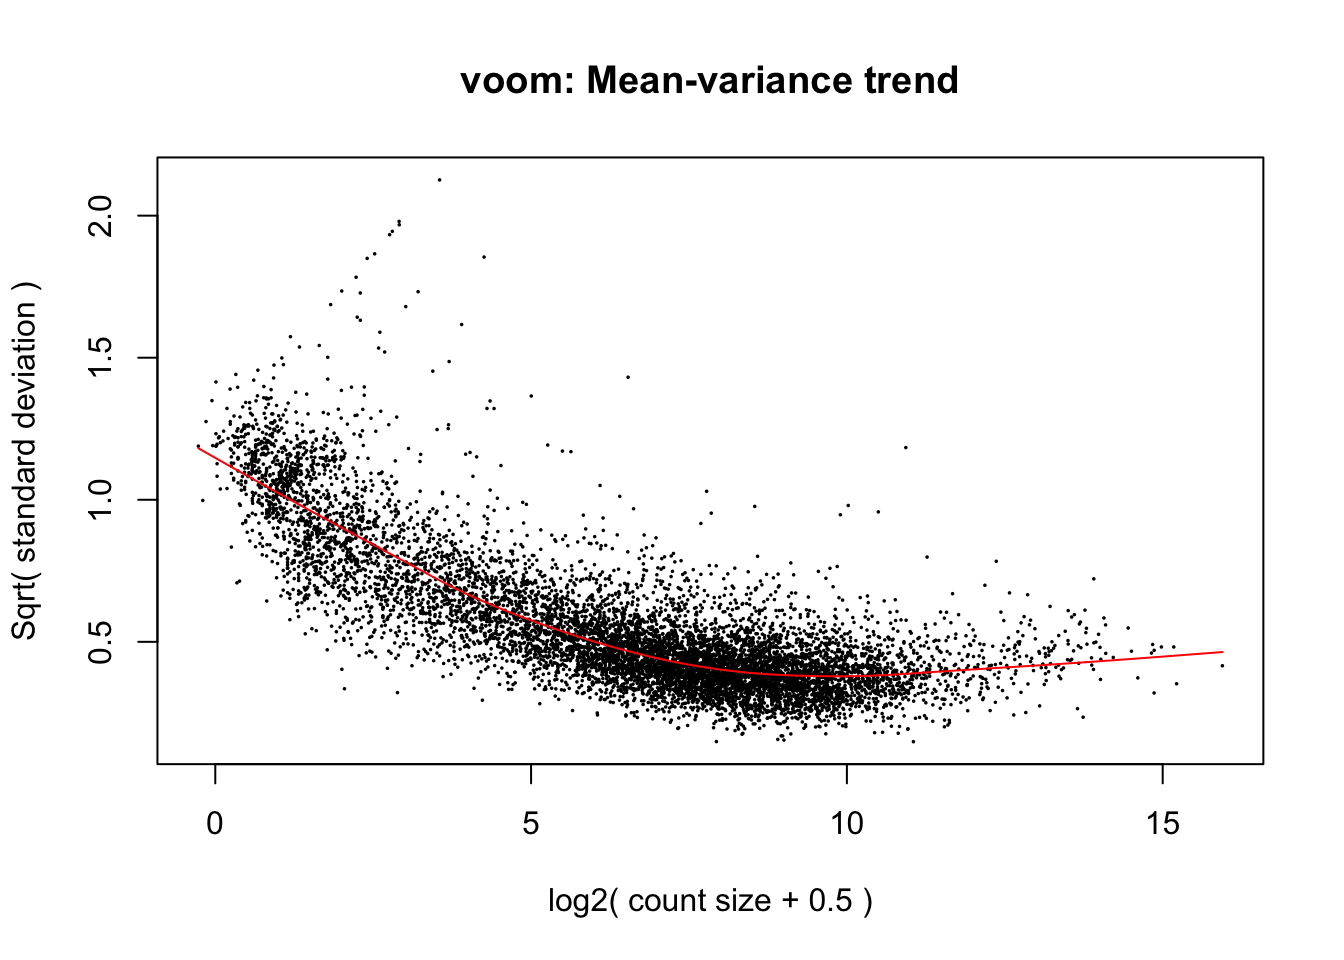 voom: Mean-variance trend
Sqrt( standard deviation )
2.0
1.5
1.0
0.5
0
5
10
15
log2( count size + 0.5 )